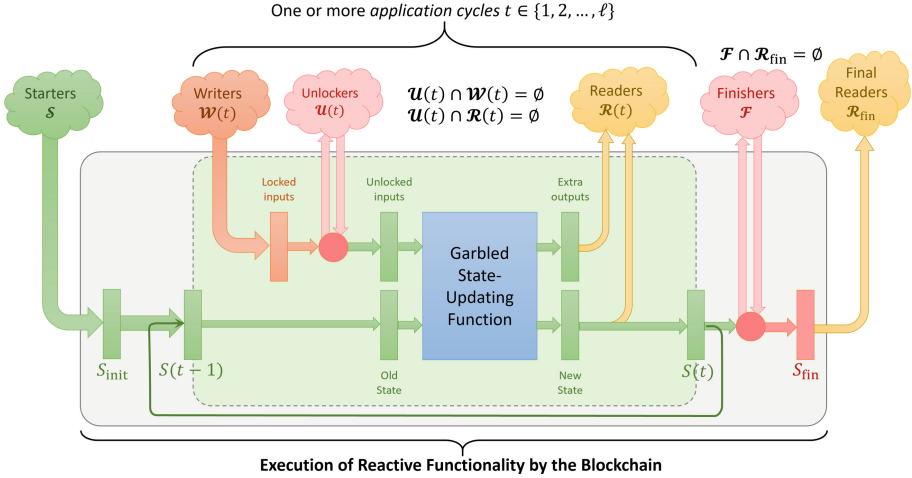 One or more application cycles t ∈ {1, 2, …, ℓ}
𝓕 ∩ 𝓡fin = ∅
Starters
𝓢
Writers
𝓦(t)
Unlockers
𝓤(t)
𝓤(t) ∩ 𝓦(t) = ∅
𝓤(t) ∩ 𝓡(t) = ∅
Readers
𝓡(t)
Finishers
𝓕
Final
Readers
𝓡fin
Locked
inputs
Unlocked
inputs
Extra
outputs
Garbled
State-
Updating
Function
Sinit
S(t − 1)
Old
State
New
State
S(t)
Sfin
Execution of Reactive Functionality by the Blockchain